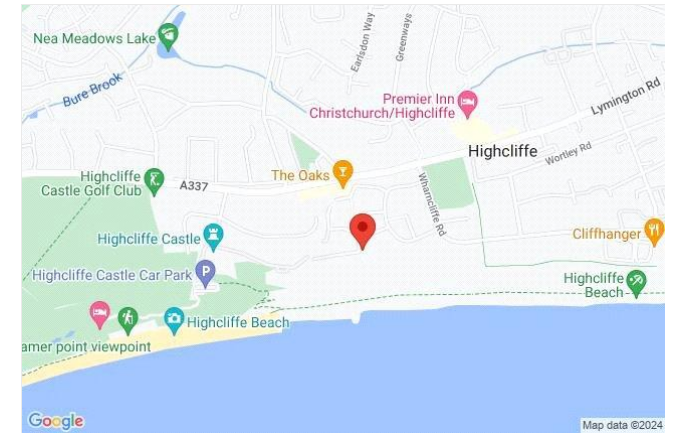 Nea Meadows Lake
Bure Brook
Earlsdon Way
Greenways
Premier Inn
Christchurch/Highcliffe
Lymington Rd
Highcliffe
Wortley Rd
The Oaks
Highcliffe
Castle Golf Club
A337
Wharncliffe Rd
Highcliffe Castle
Cliffhanger
Highcliffe Castle Car Park
Highcliffe
Beach
Highcliffe Beach
amer point viewpoint
Google
Map data ©2024